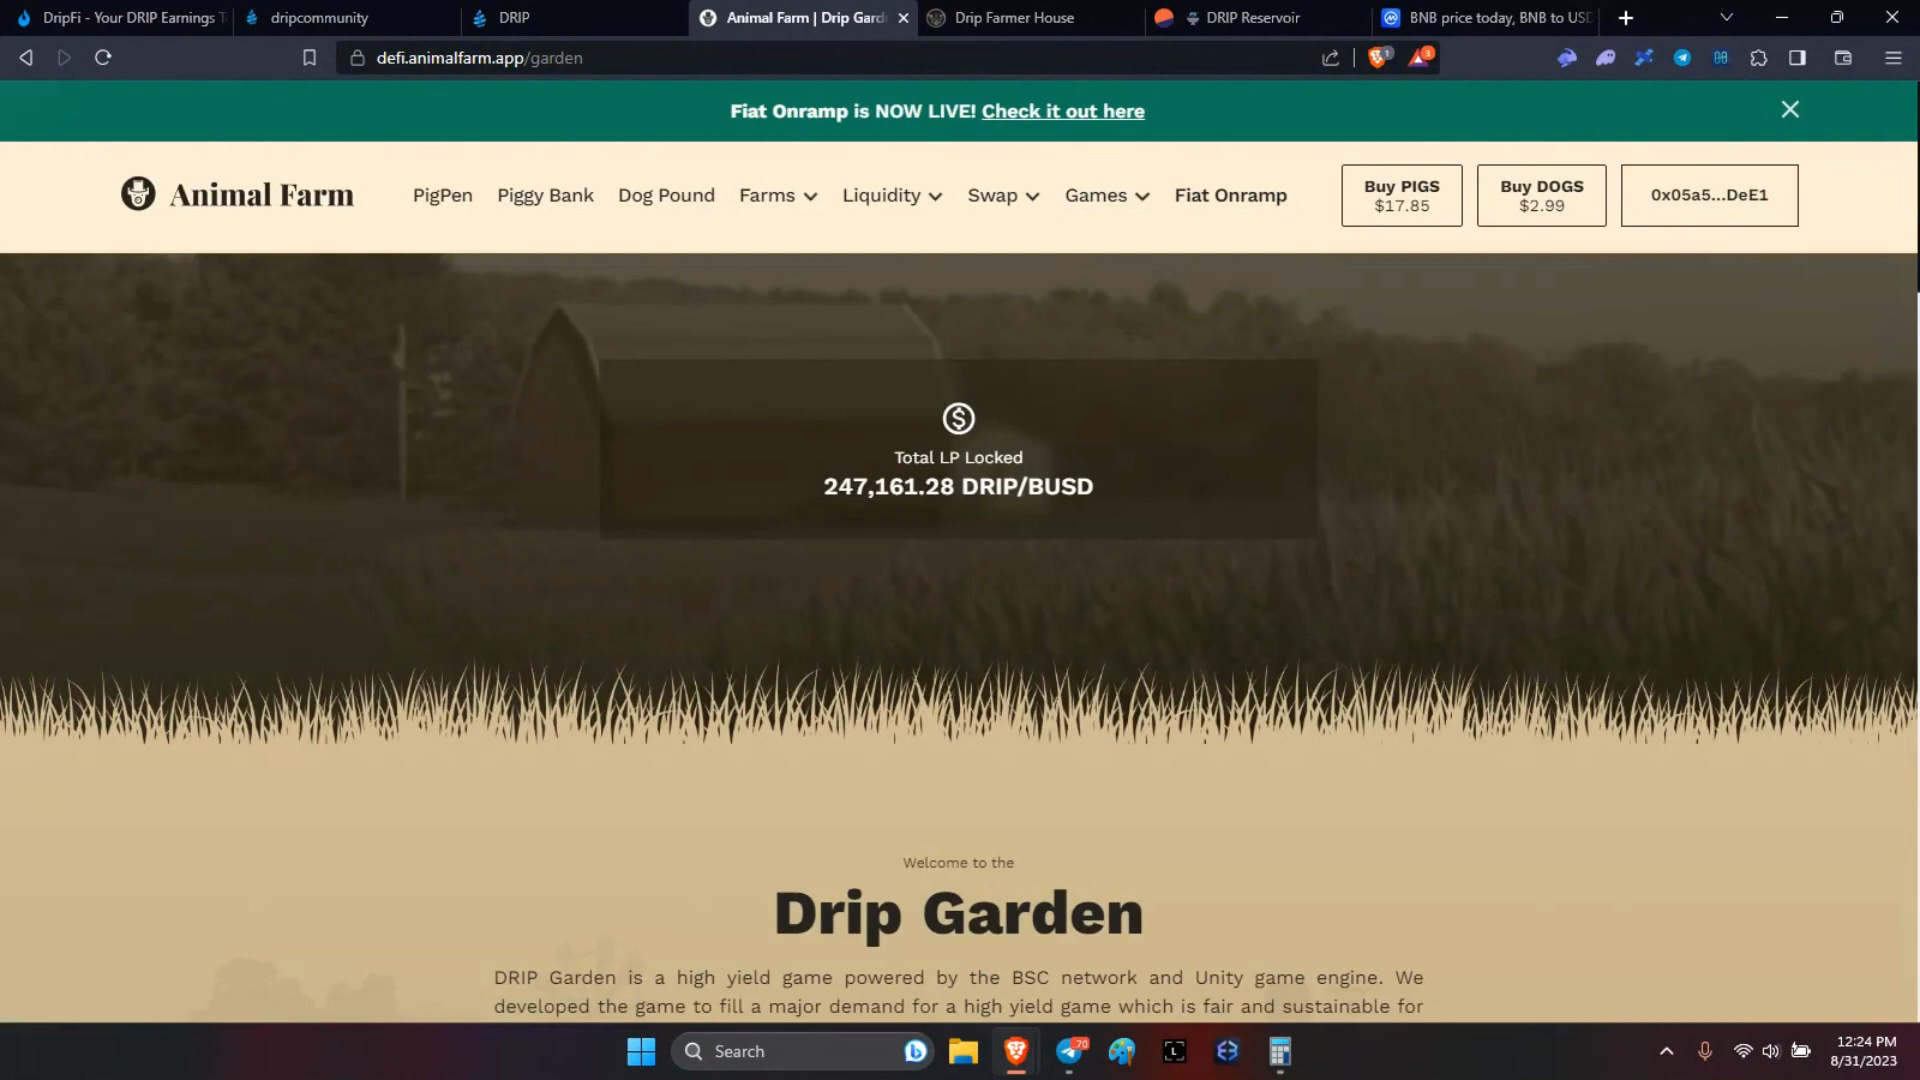 DripFi - Your DRIP Earnings T
dripcommunity
DRIP
Animal Farm | Drip Gard
Drip Farmer House
DRIP Reservoir
BNB price today, BNB to USD
defi.animalfarm.app/garden
1
3
Fiat Onramp is NOW LIVE! Check it out here
Animal Farm
PigPen
Piggy Bank
Dog Pound
Farms
Liquidity
Swap
Games
Fiat Onramp
Buy PIGS
$17.85
Buy DOGS
$2.99
0x05a5...DeE1
Total LP Locked
247,161.28 DRIP/BUSD
Welcome to the
Drip Garden
DRIP Garden is a high yield game powered by the BSC network and Unity game engine. We
developed the game to fill a major demand for a high yield game which is fair and sustainable for
Search
70
L
12:24 PM
8/31/2023